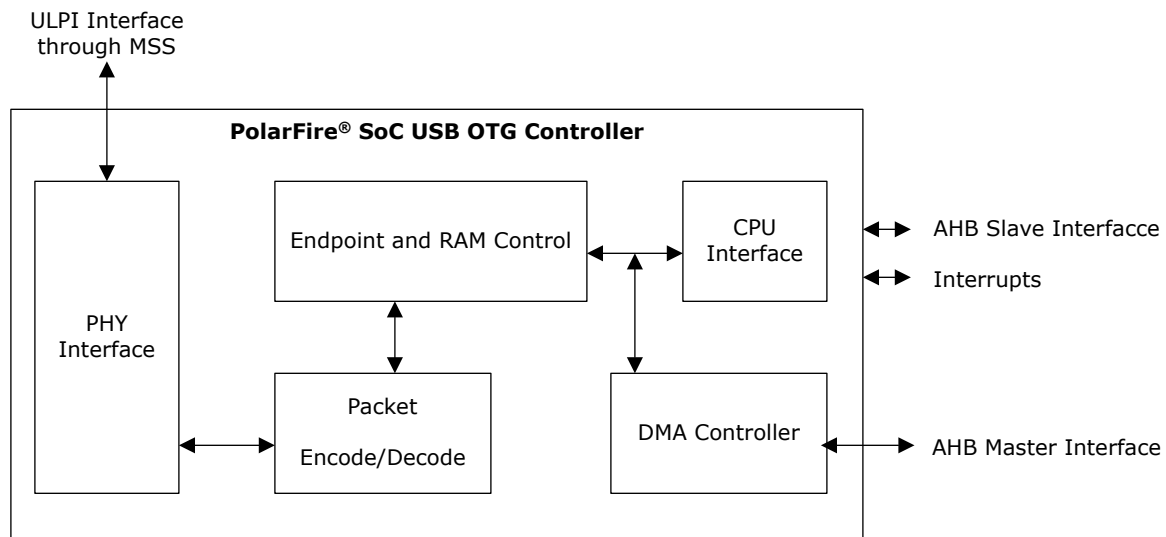 ULPI Interface
through MSS
PolarFire® SoC USB OTG Controller
Endpoint and RAM Control
CPU
Interface
AHB Slave Interfacce
Interrupts
PHY
Interface
Packet
Encode/Decode
DMA Controller
AHB Master Interface